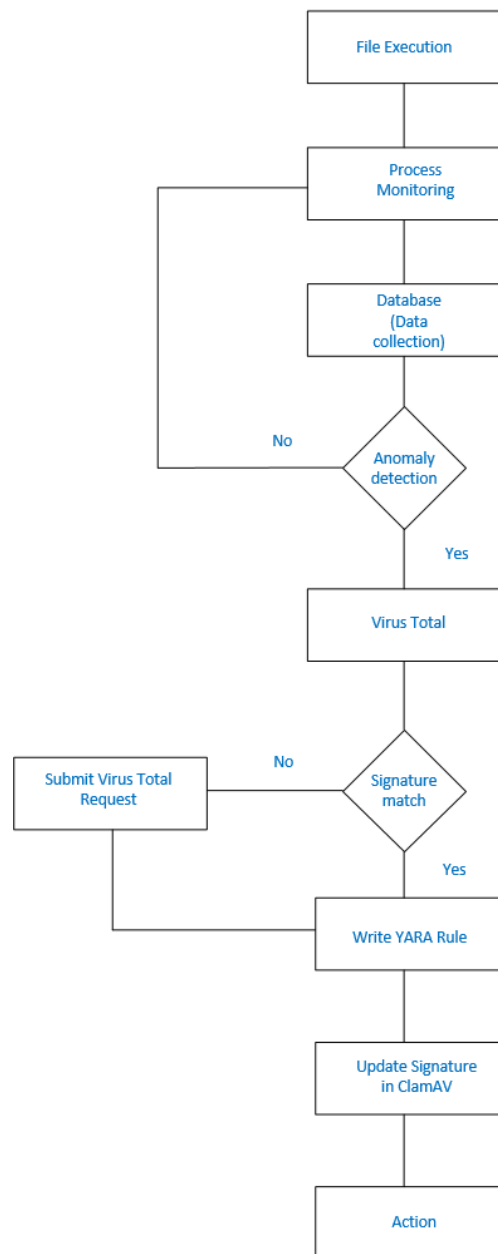 File Execution
Process
Monitoring
Database
(Data
collection)
No
Anomaly
detection
Yes
Virus Total
Submit Virus Total
Request
No
Signature
match
Yes
Write YARA Rule
Update Signature
in ClamAV
Action